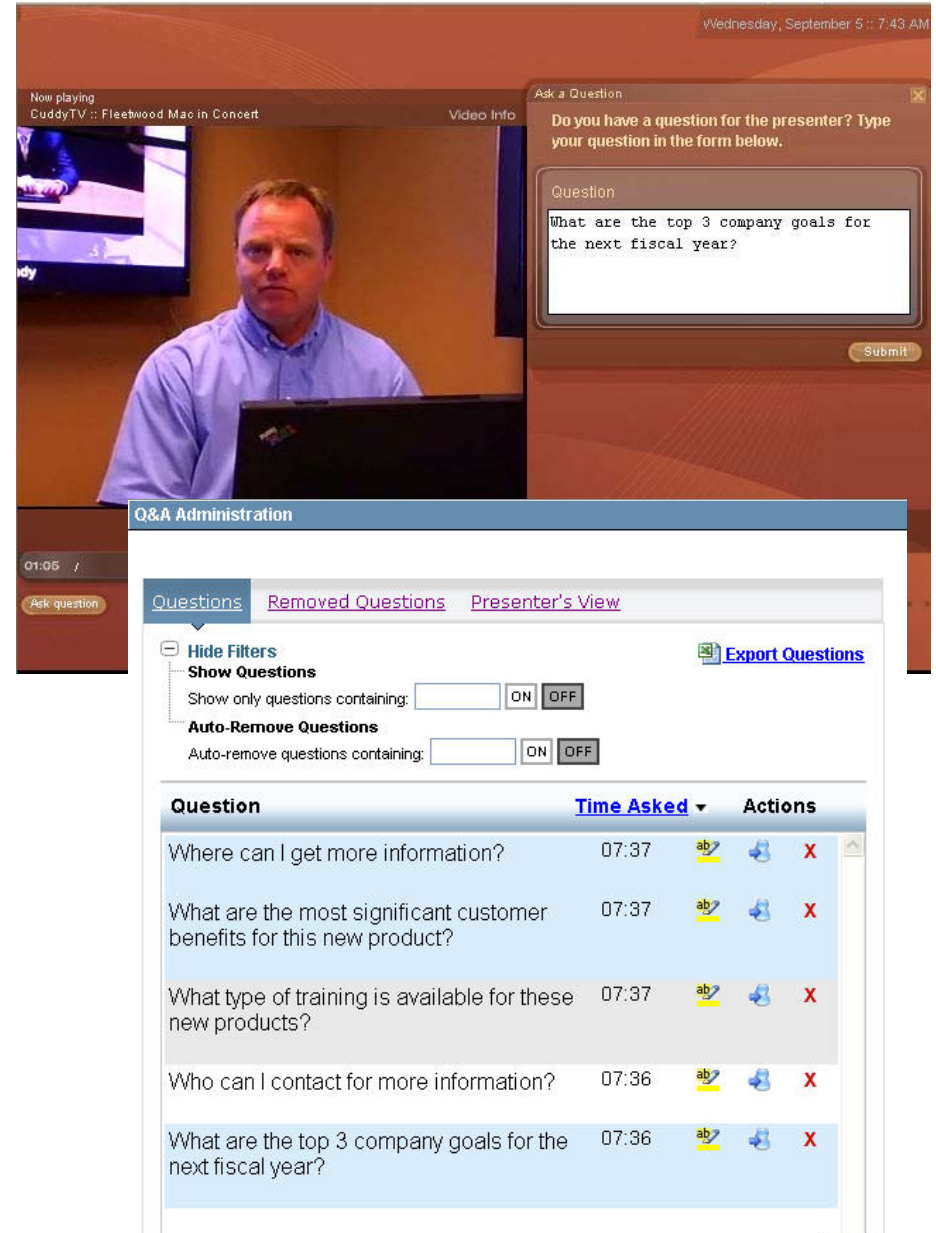 Wednesday, September 5 :: 7:43 AM
Now playing
CuddyTV :: Fleetwood Mac in Concert
Video Info
Ask a Question
Do you have a question for the presenter? Type
your question in the form below.
Question
What are the top 3 company goals for
the next fiscal year?
Submit
dy
01:05 /
Ask question
Q&A Administration
Questions Removed Questions Presenter's View
Hide Filters
Export Questions
Show Questions
Show only questions containing: ON OFF
Auto-Remove Questions
Auto-remove questions containing: ON OFF
Question Time Asked Actions
Where can I get more information? 07:37 ab X
What are the most significant customer 07:37 ab X
benefits for this new product?
What type of training is available for these 07:37 ab X
new products?
Who can I contact for more information? 07:36 ab X
What are the top 3 company goals for the 07:36 ab X
next fiscal year?